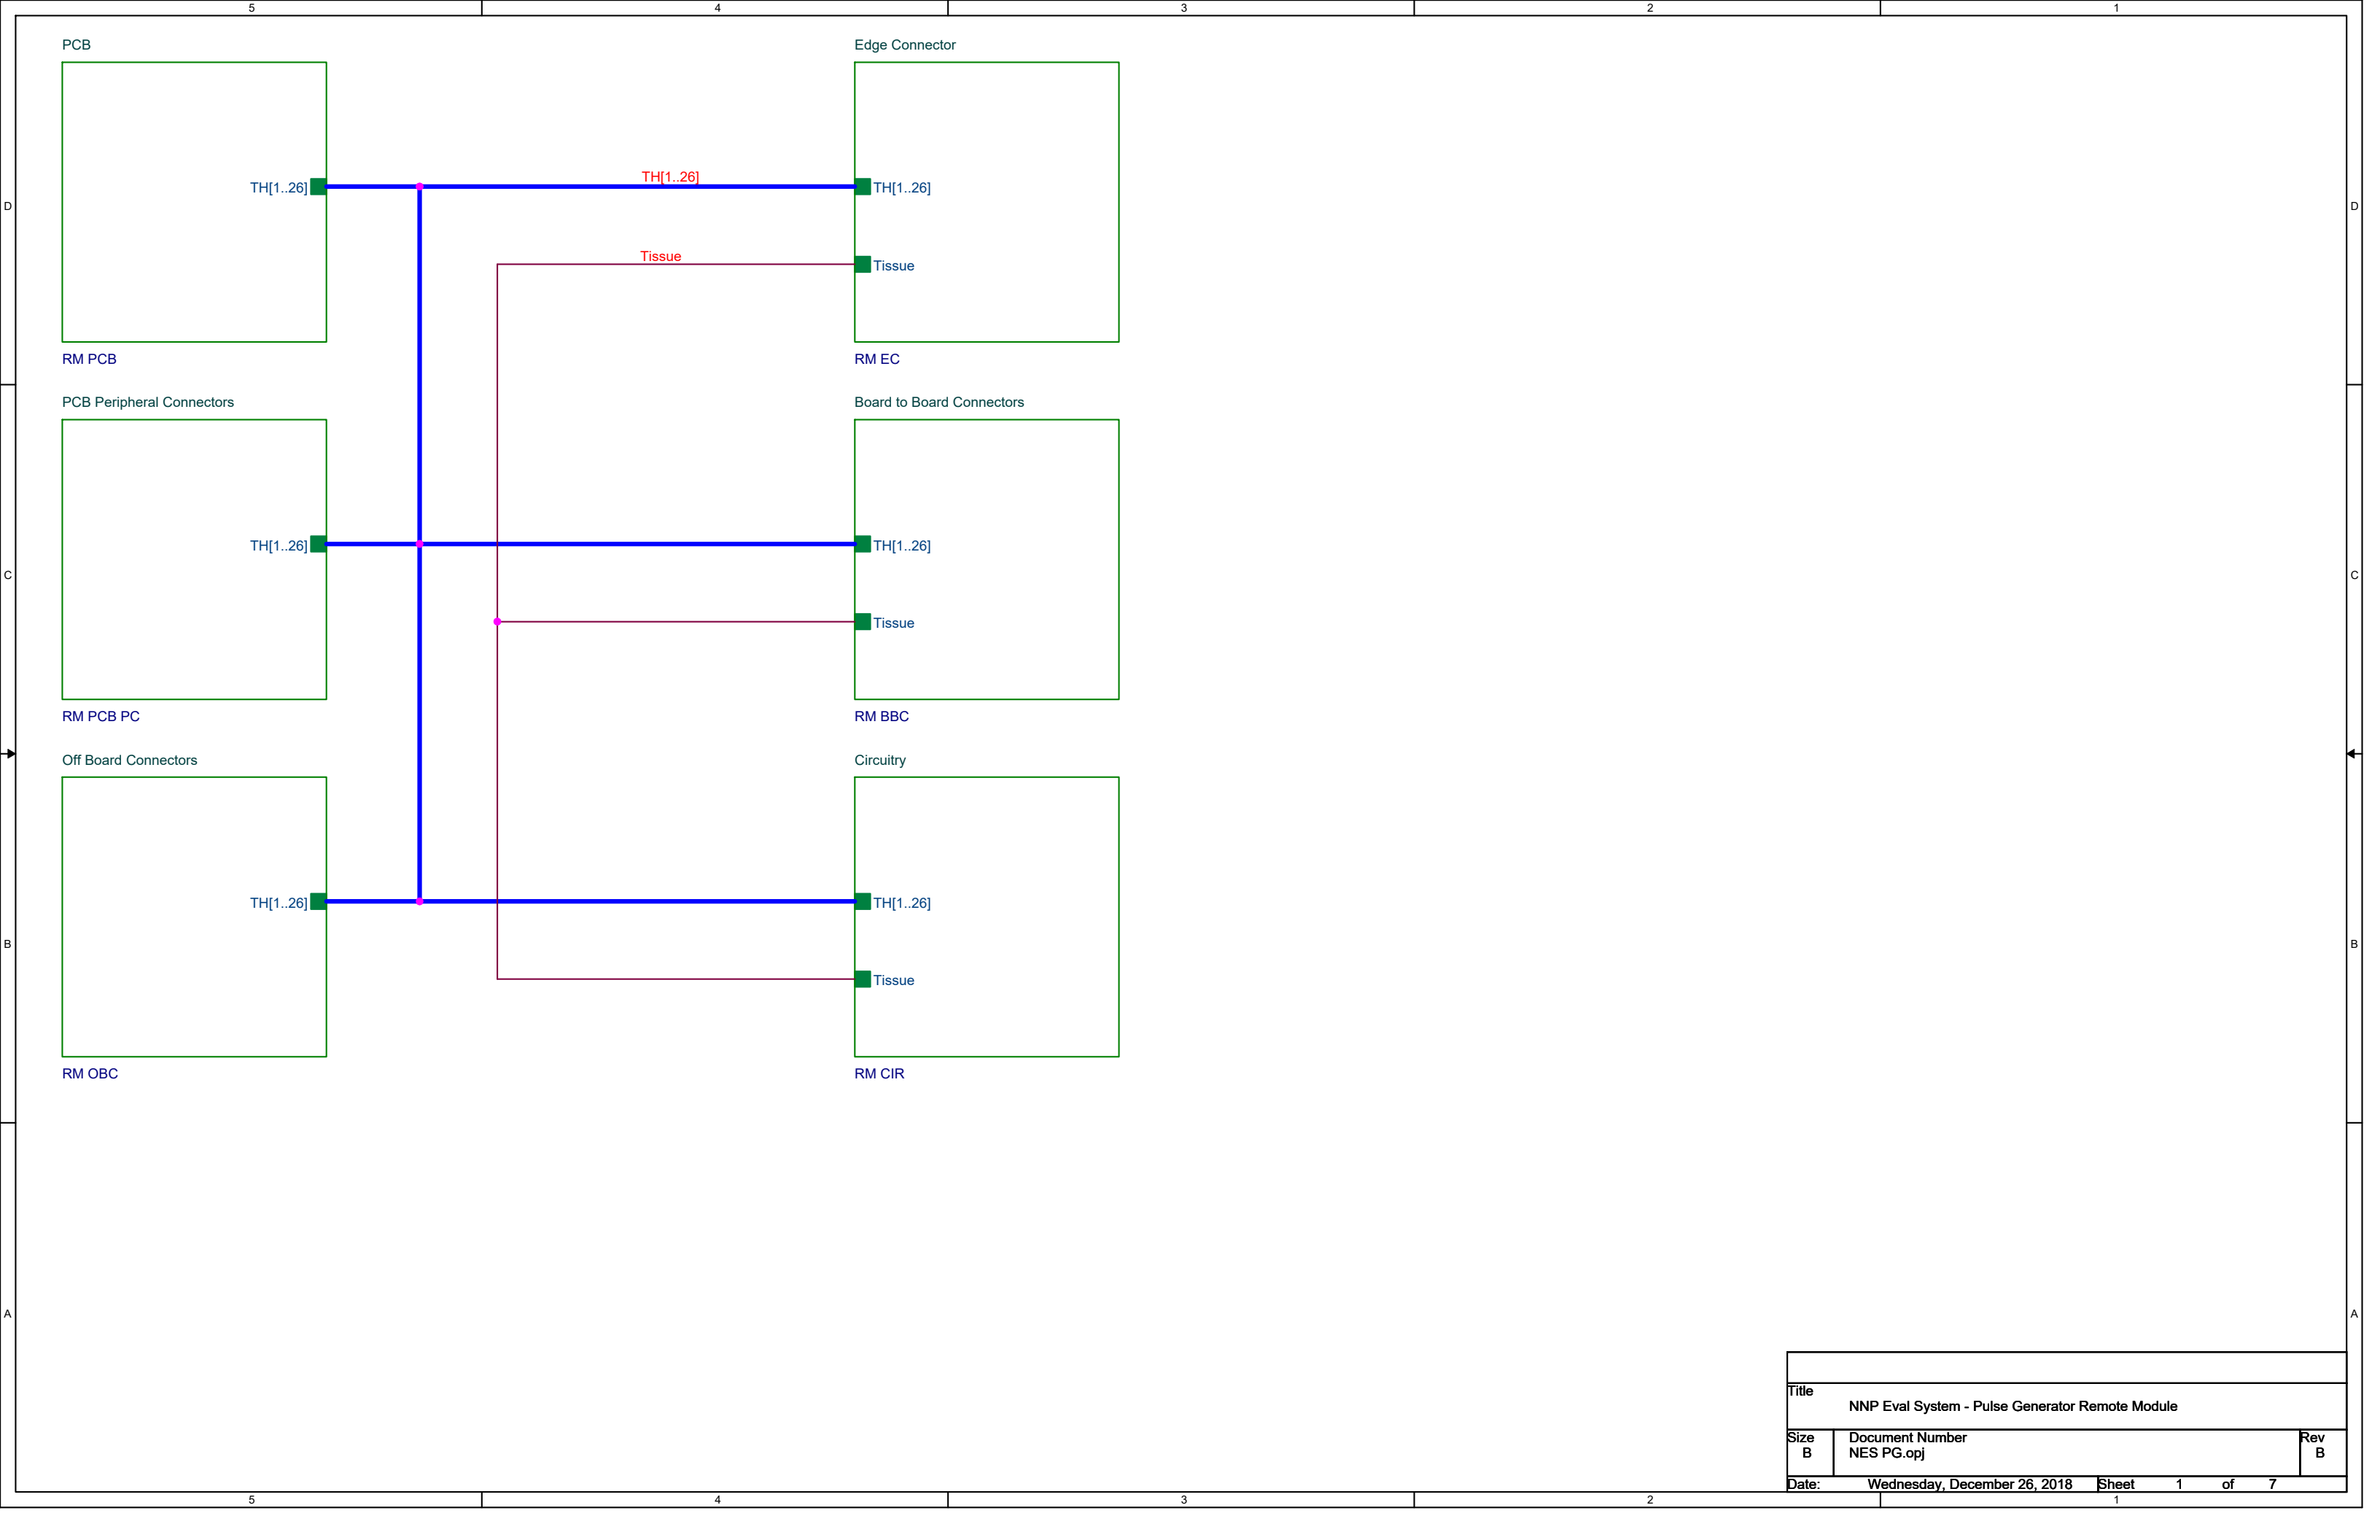 5 4 3 2 1
PCB
Edge Connector
TH[1..26]
TH[1..26]
TH[1..26]
D
D
Tissue
Tissue
RM PCB
RM EC
PCB Peripheral Connectors
Board to Board Connectors
TH[1..26]
TH[1..26]
C
C
Tissue
RM PCB PC
RM BBC
Off Board Connectors
Circuitry
TH[1..26]
TH[1..26]
B
B
Tissue
RM OBC
RM CIR
A
A
Title
NNP Eval System - Pulse Generator Remote Module
Size
Document Number
Rev
B
NES PG.opj
B
Date:
Wednesday, December 26, 2018
Sheet 1 of 7
5 4 3 2 1